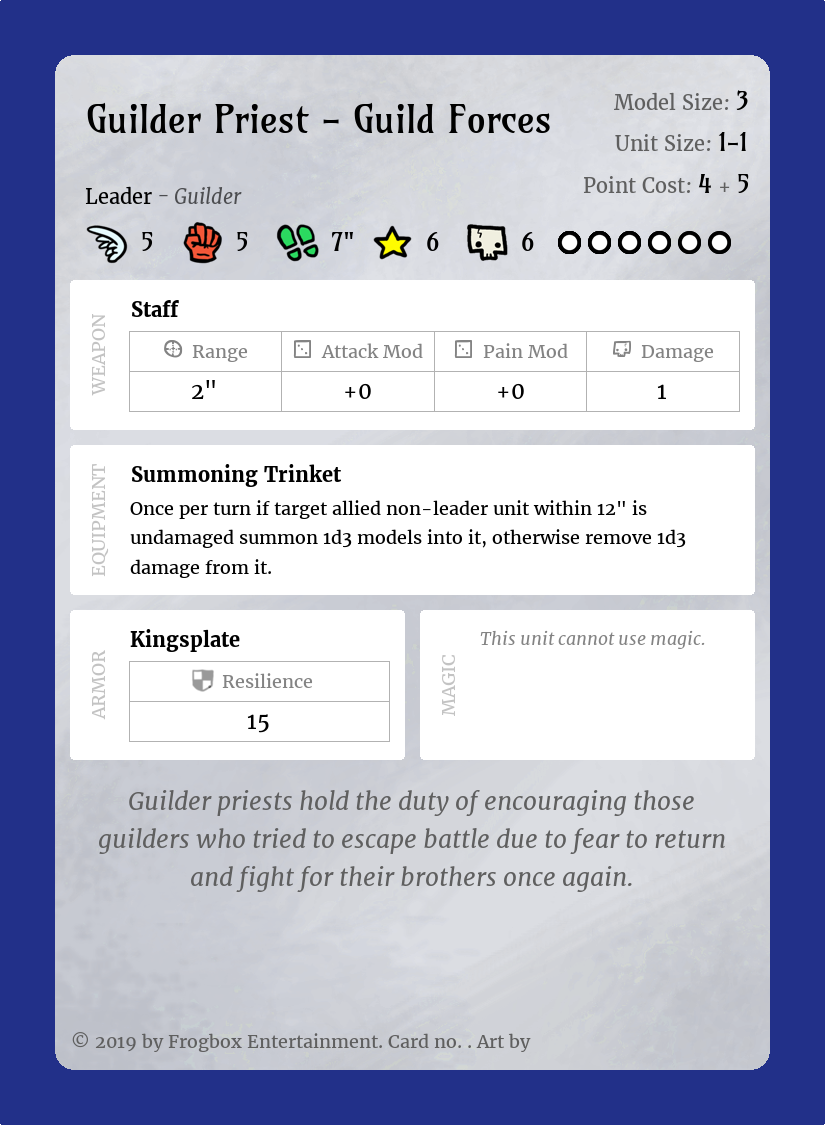 Guilder Priest – Guild Forces
Model Size: 3
Unit Size: 1–1
Point Cost: 4 + 5
Leader – Guilder
5 5 7" 6 6
WEAPON
Staff
Range Attack Mod Pain Mod Damage
2" +0 +0 1
EQUIPMENT
Summoning Trinket
Once per turn if target allied non-leader unit within 12" is
undamaged summon 1d3 models into it, otherwise remove 1d3
damage from it.
ARMOR
Kingsplate
Resilience
15
MAGIC
This unit cannot use magic.
Guilder priests hold the duty of encouraging those
guilders who tried to escape battle due to fear to return
and fight for their brothers once again.
© 2019 by Frogbox Entertainment. Card no. . Art by